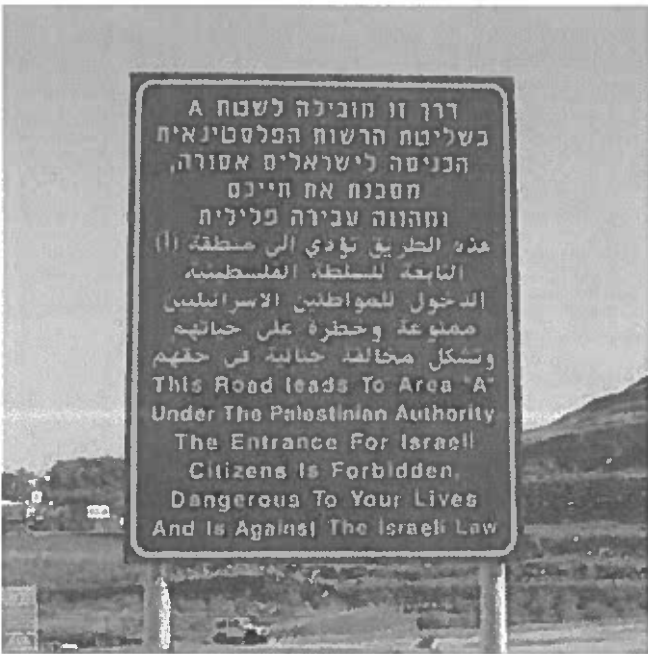 דרך זו מובילה לשטח A
בשליטת הרשות הפלסטינאית
הכניסה לישראלים אסורה,
מסכנת את חייכם
ומהווה עבירה פלילית
هذه الطريق تؤدي الى منطقة (أ)
التابعة للسلطة الفلسطينية
الدخول للمواطنين الاسرائيليين
ممنوعة وخطرة على حياتهم
وتشكل مخالفة جنائية في حقهم
This Road leads To Area "A"
Under The Palestinian Authority
The Entrance For Israeli
Citizens Is Forbidden,
Dangerous To Your Lives
And Is Against The Israeli Law